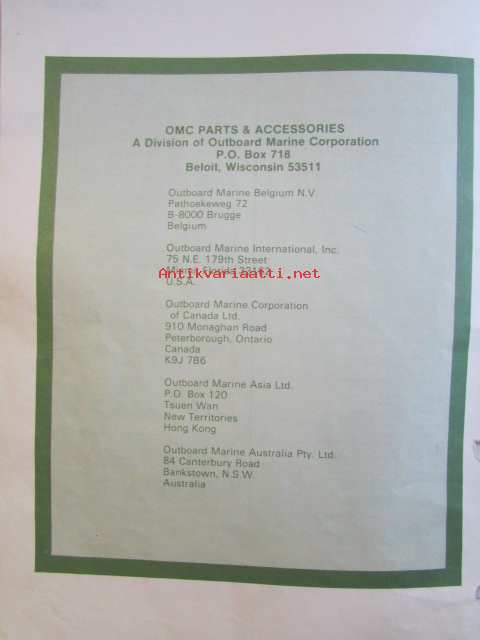 OMC PARTS & ACCESSORIES
A Division of Outboard Marine Corporation
P.O. Box 718
Beloit, Wisconsin 53511
Outboard Marine Belgium N.V.
Pathoekeweg 72
B-8000 Brugge
Belgium
Outboard Marine International, Inc.
75 N.E. 179th Street
Miami, Florida
Antikvariaatti.net
U.S.A.
Outboard Marine Corporation
of Canada Ltd.
910 Monaghan Road
Peterborough, Ontario
Canada
K9J 7B6
Outboard Marine Asia Ltd.
P.O. Box 120
Tsuen Wan
New Territories
Hong Kong
Outboard Marine Australia Pty. Ltd.
84 Canterbury Road
Bankstown, N.S.W.
Australia